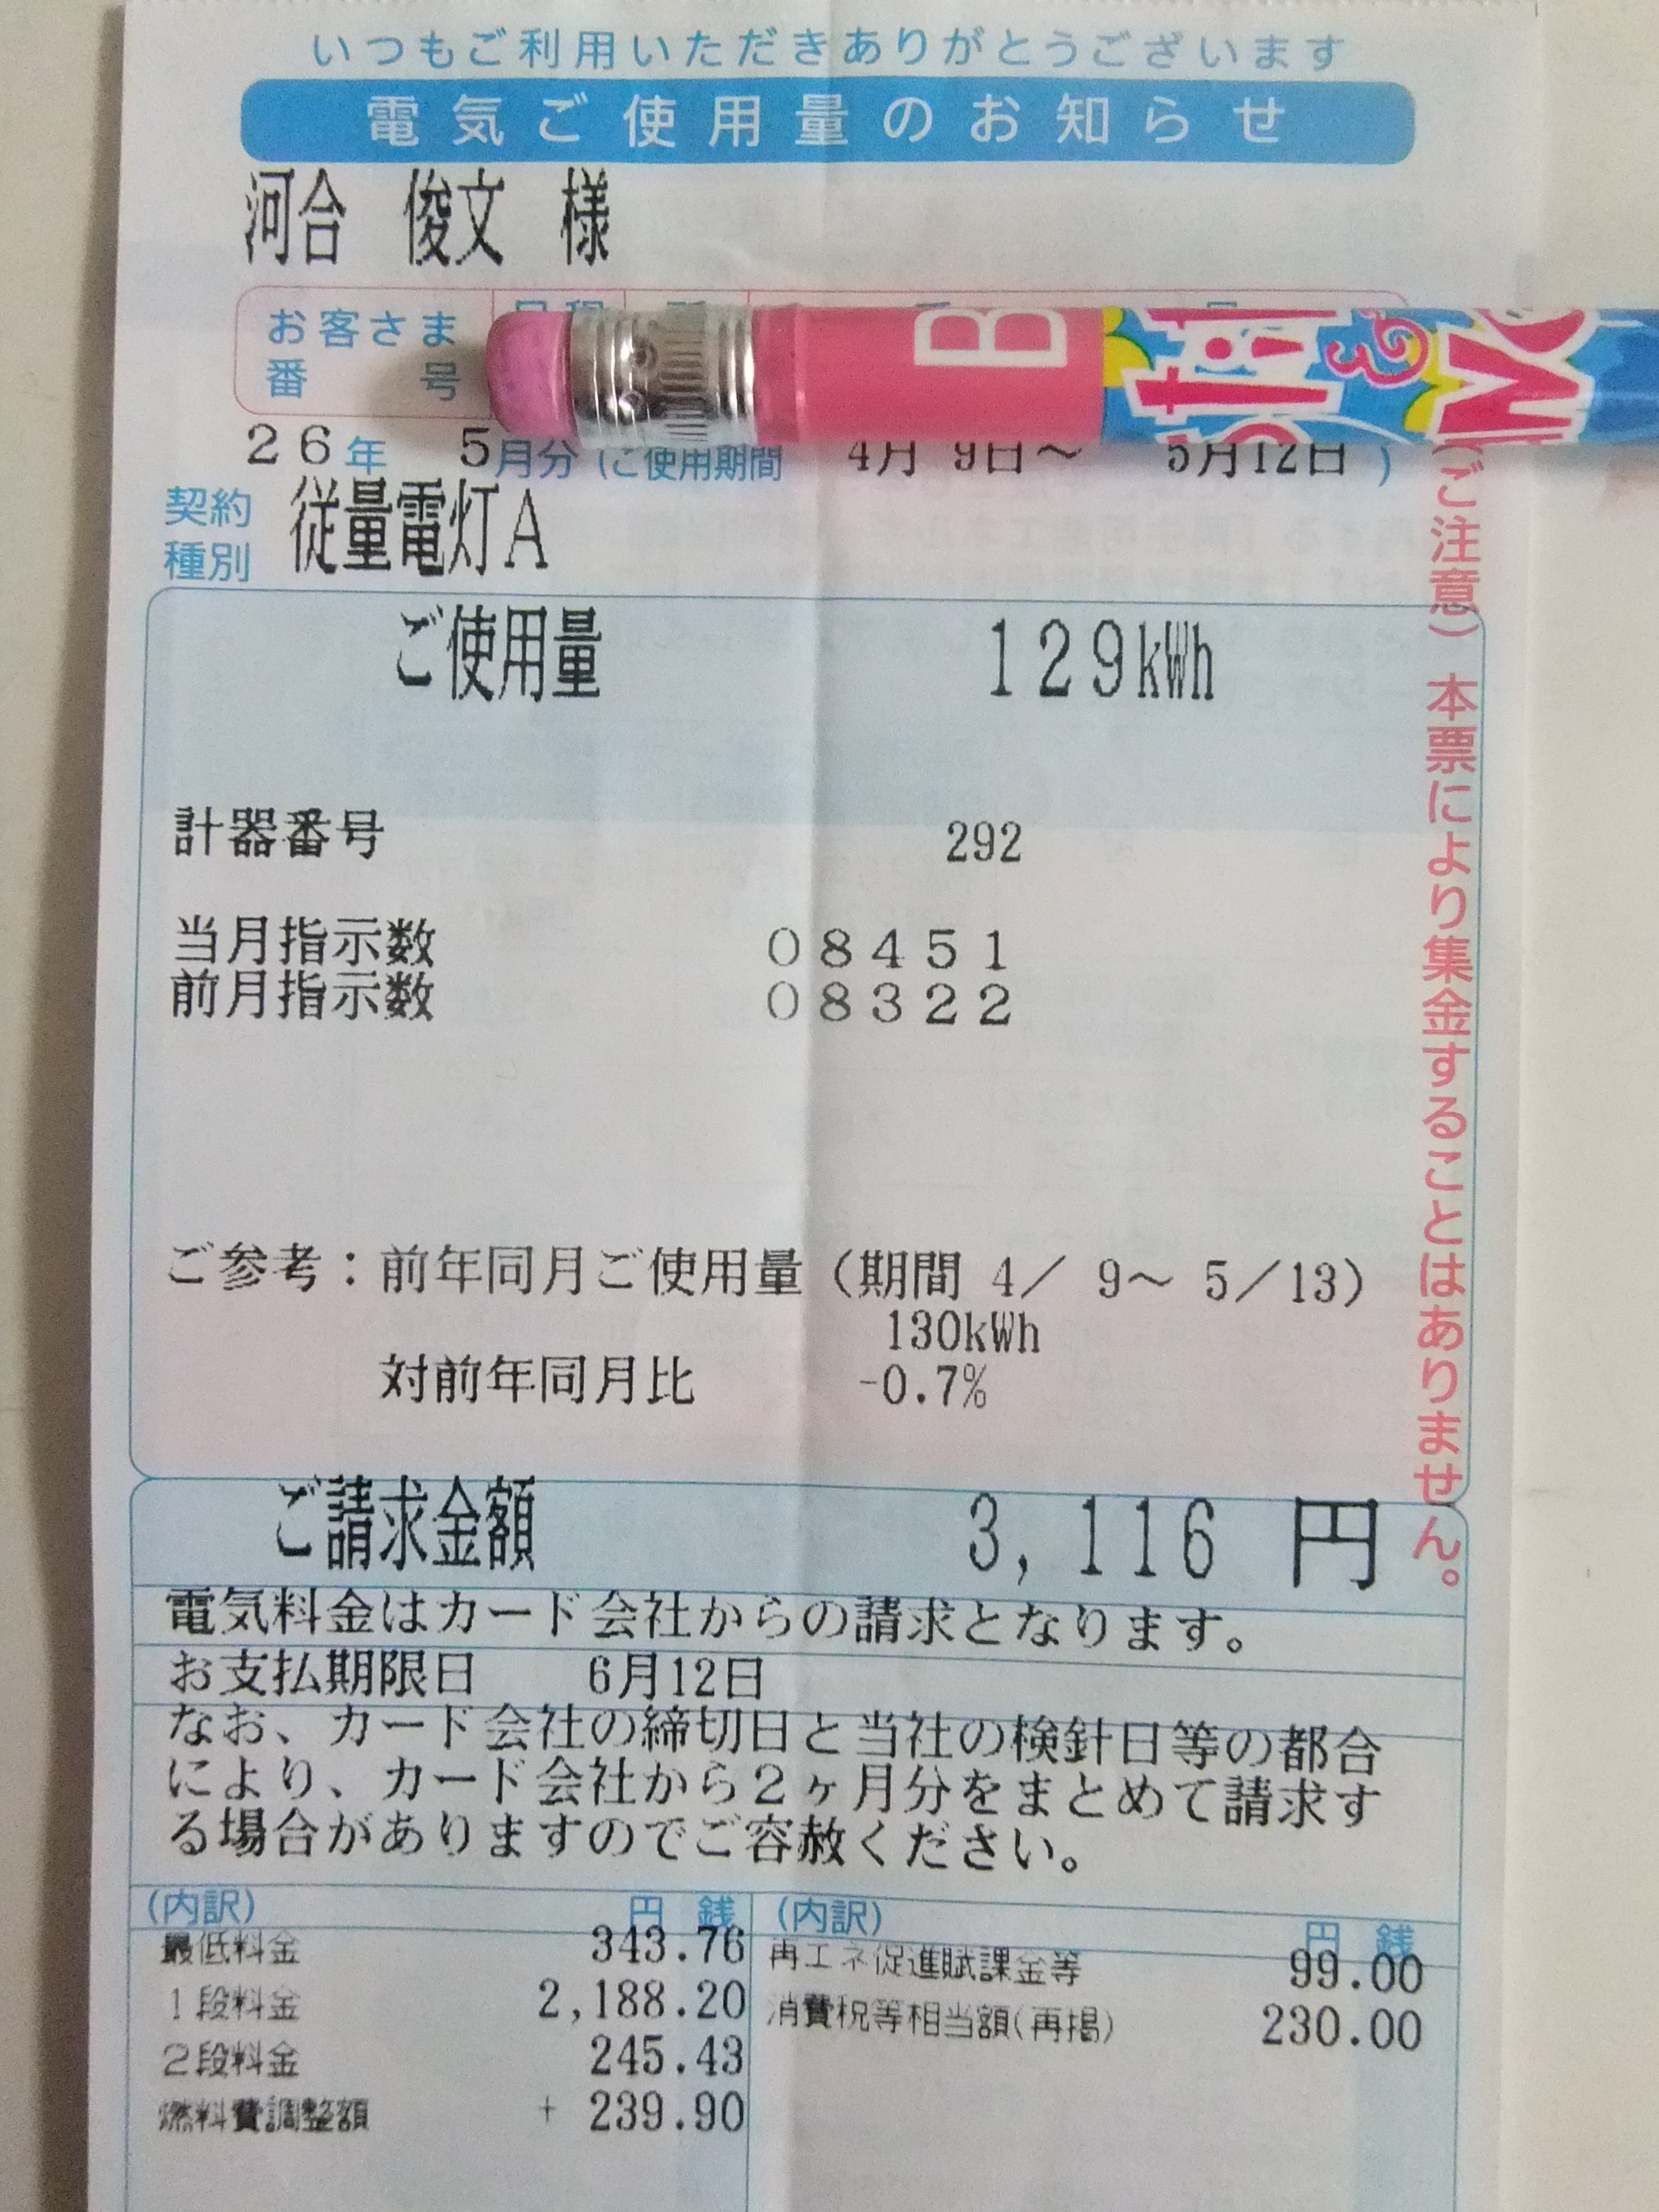 いつもご利用いただきありがとうございます
電気ご使用量のお知らせ
河合 俊文 様
お客さま
番号
B
26年 5月分(ご使用期間 4月 9日～ 5月12日)
契約種別 従量電灯A
ご使用量 129kWh
計器番号 292
当月指示数 08451
前月指示数 08322
ご参考：前年同月ご使用量（期間 4／ 9～ 5／13）
130kWh
対前年同月比 -0.7%
ご請求金額 3,116 円
電気料金はカード会社からの請求となります。
お支払期限日 6月12日
なお、カード会社の締切日と当社の検針日等の都合
により、カード会社から２ヶ月分をまとめて請求す
る場合がありますのでご容赦ください。
(内訳) 円 銭
最低料金 343.76
1段料金 2,188.20
2段料金 245.43
燃料費調整額 + 239.90
(内訳) 円 銭
再エネ促進賦課金等 99.00
消費税等相当額(再掲) 230.00
(ご注意) 本票により集金することはありません。